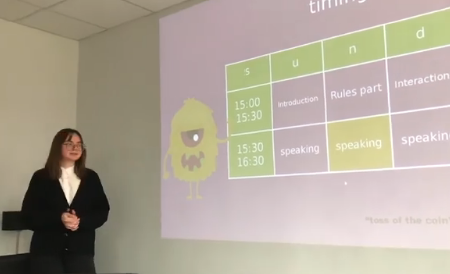 timing
s u n d
15:00 Introduction Rules part Interaction
15:30
15:30 speaking speaking speaking
16:30
"toss of the coin"